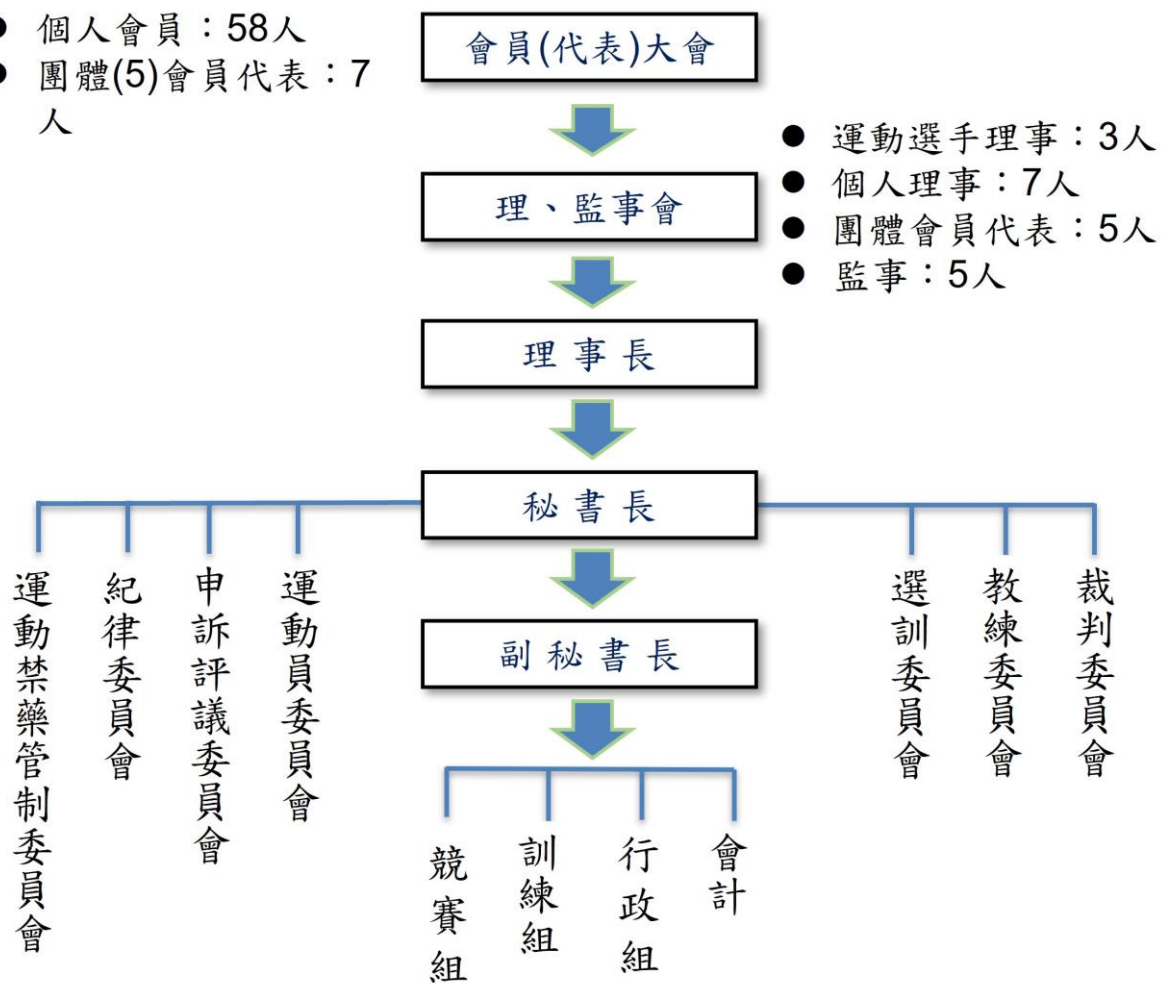 ● 個人會員：58人
● 團體(5)會員代表：7
人
會員(代表)大會
● 運動選手理事：3人
● 個人理事：7人
● 團體會員代表：5人
● 監事：5人
理、監事會
理事長
秘書長
運動禁藥管制委員會
紀律委員會
申訴評議委員會
運動員委員會
選訓委員會
教練委員會
裁判委員會
副秘書長
競賽組
訓練組
行政組
會計